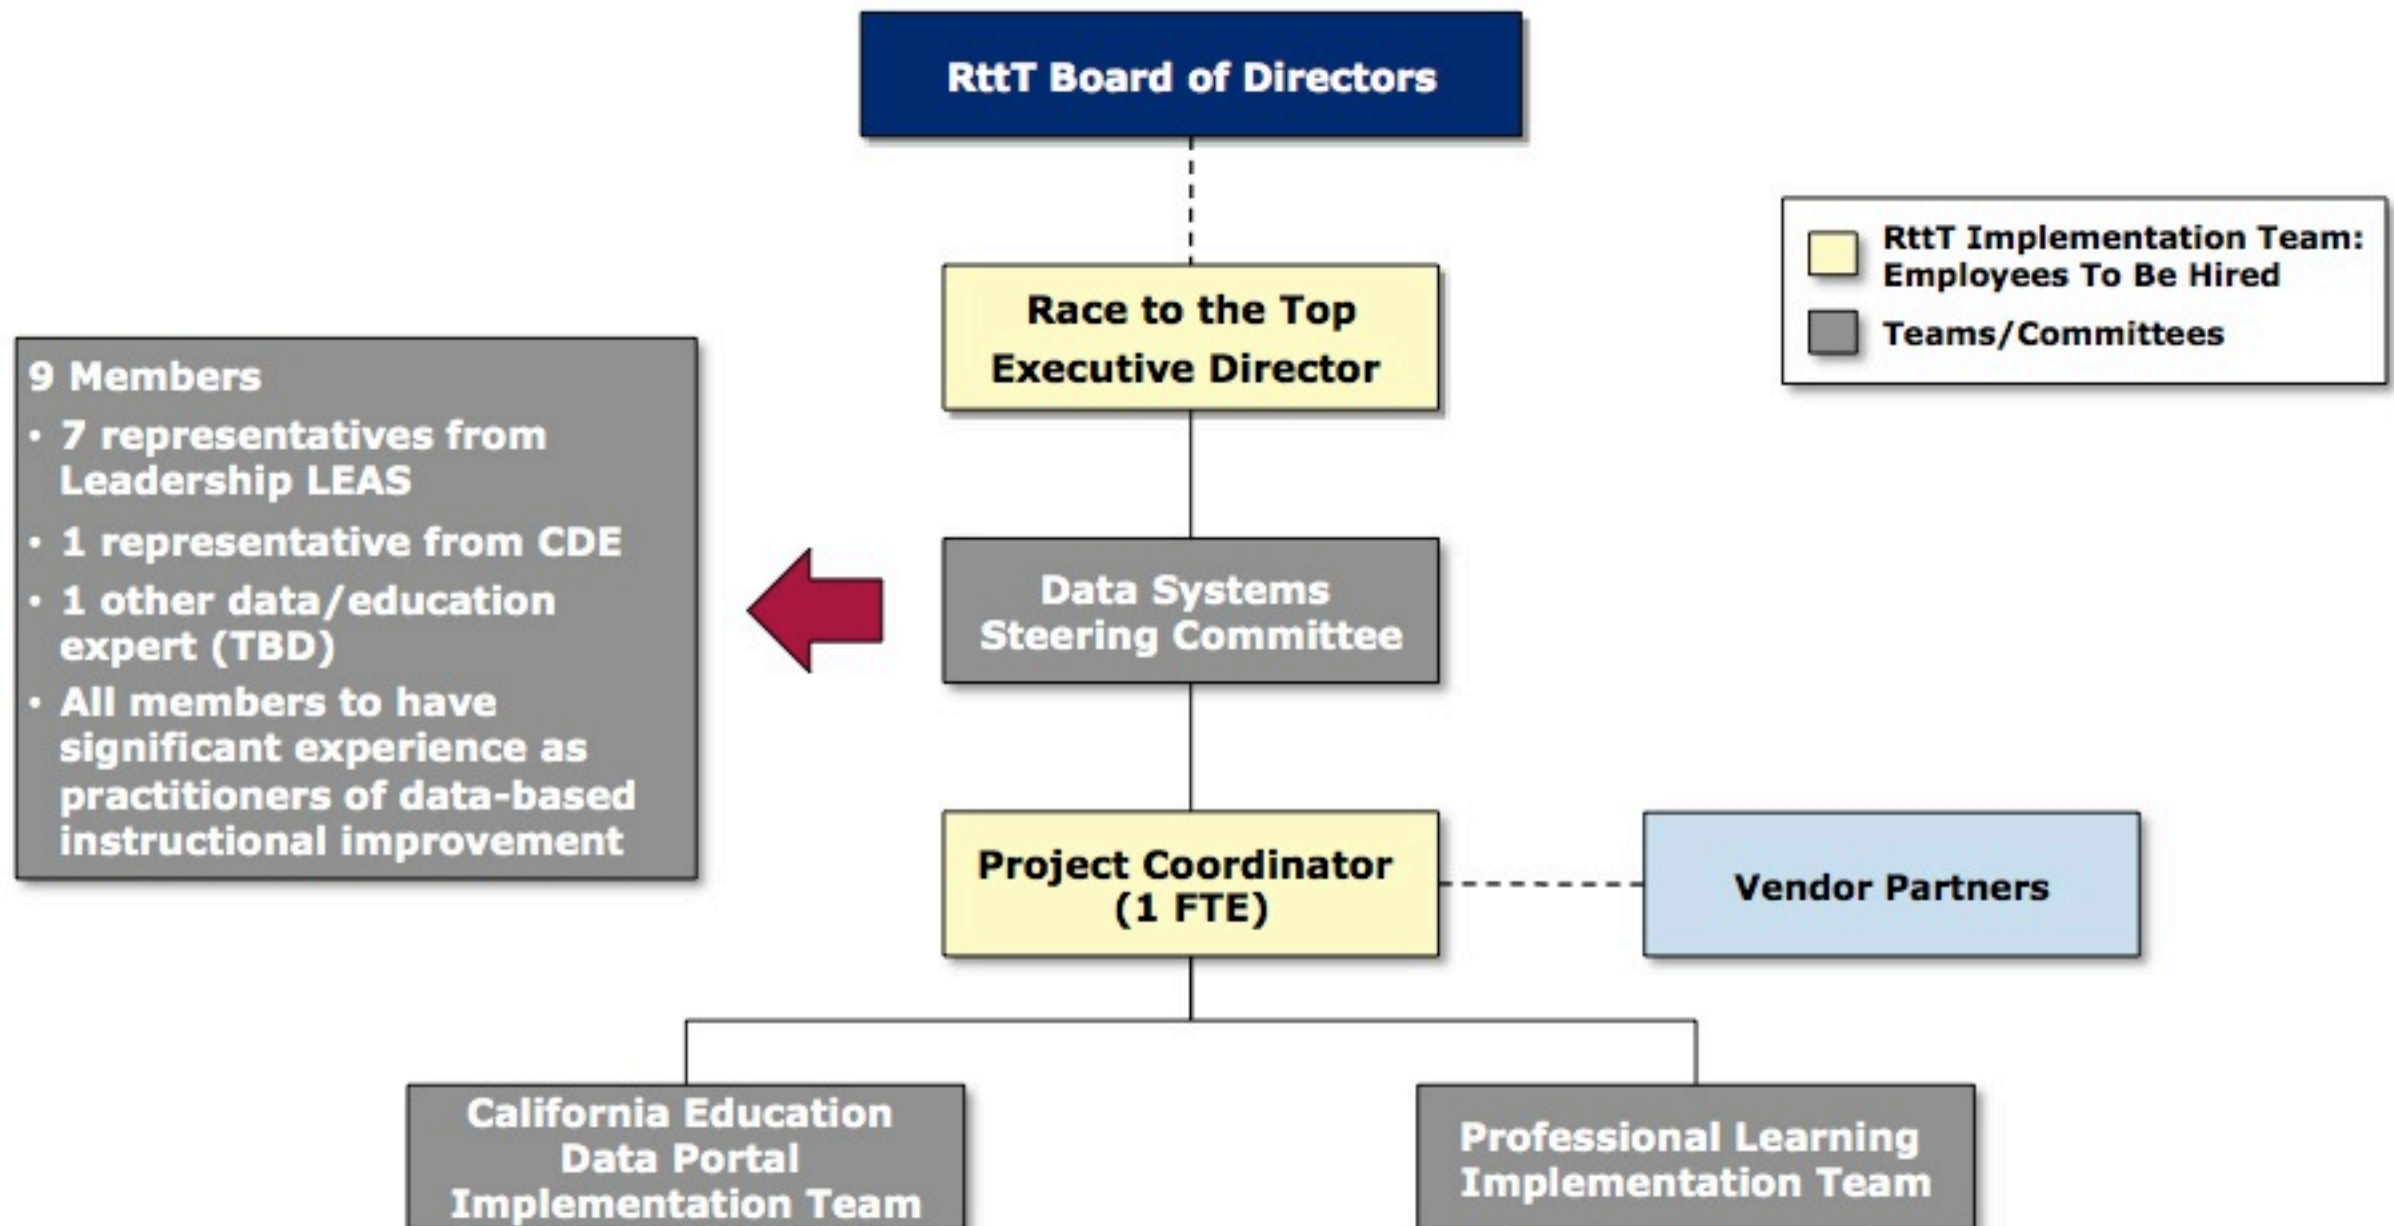 RttT Board of Directors
RttT Implementation Team:
Employees To Be Hired
Teams/Committees
Race to the Top
Executive Director
9 Members
• 7 representatives from
Leadership LEAS
• 1 representative from CDE
• 1 other data/education
expert (TBD)
• All members to have
significant experience as
practitioners of data-based
instructional improvement
Data Systems
Steering Committee
Project Coordinator
(1 FTE)
Vendor Partners
California Education
Data Portal
Implementation Team
Professional Learning
Implementation Team